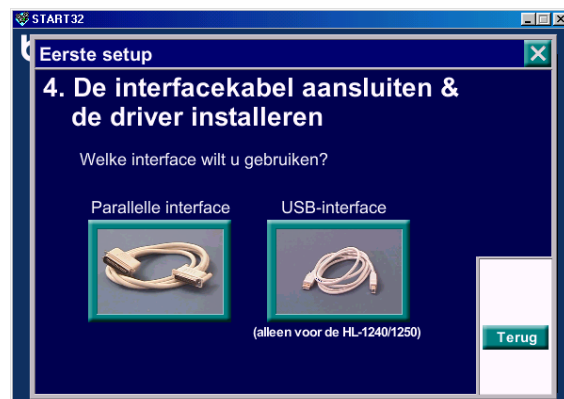 START32
Eerste setup
4. De interfacekabel aansluiten &
de driver installeren
Welke interface wilt u gebruiken?
Parallelle interface
USB-interface
(alleen voor de HL-1240/1250)
Terug